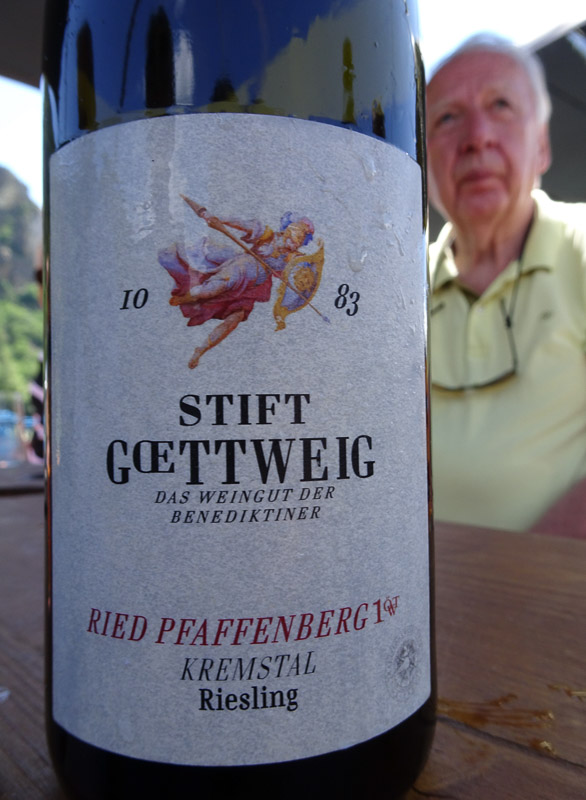 10 83
STIFT
GŒTTWEIG
DAS WEINGUT DER
BENEDIKTINER
RIED PFAFFENBERG 1ÖTW
KREMSTAL
Riesling